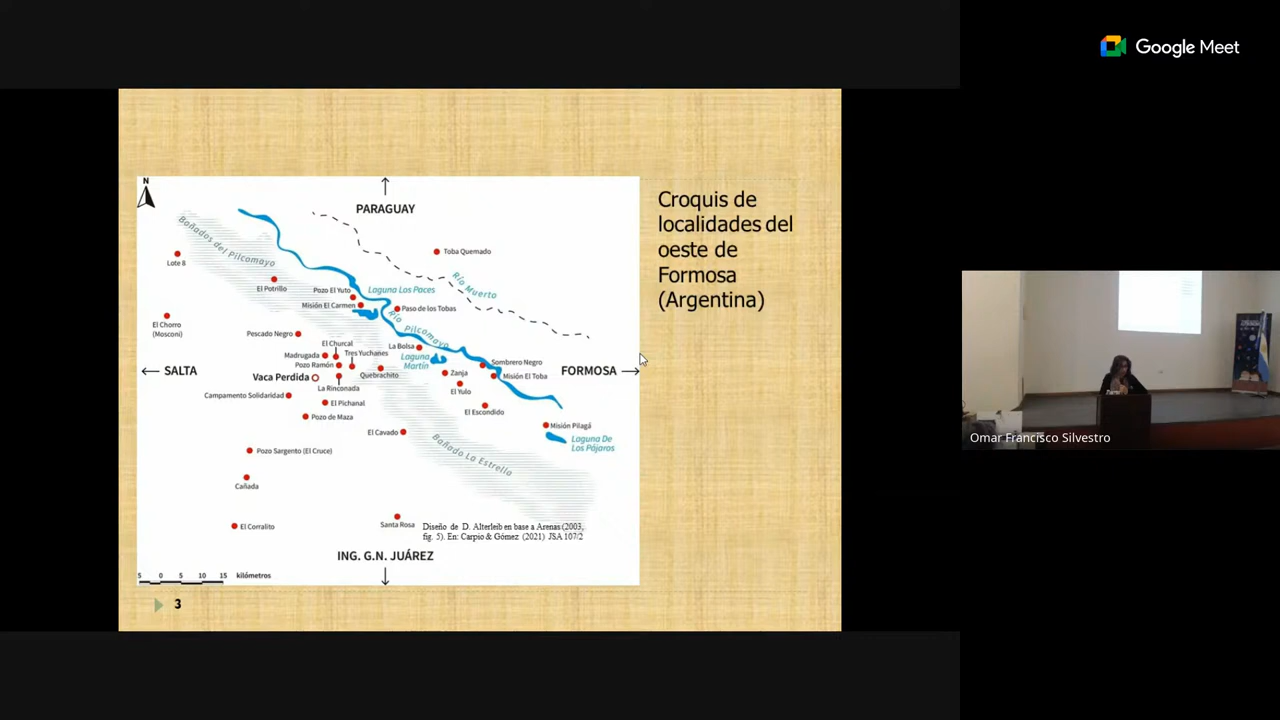 Google Meet
N
PARAGUAY
Bañados del Pilcomayo
Toba Quemado
Lote 8
Río Muerto
El Potrillo
Pozo El Yuto
Laguna Los Paces
Misión El Carmen
Paso de los Tobas
Río Pilcomayo
El Chorro
(Mosconi)
Pescado Negro
El Churcal
La Bolsa
Madrugada
Tres Yuchanes
Laguna
Martín
Sombrero Negro
Pozo Ramón
SALTA
Vaca Perdida
Quebrachito
Zanja
Misión El Toba
FORMOSA
La Rinconada
El Yulo
Campamento Solidaridad
El Pichanal
El Escondido
Pozo de Maza
Misión Pilagá
El Cavado
Laguna De
Los Pájaros
Bañado La Estrella
Pozo Sargento (El Cruce)
Cañada
El Corralito
Santa Rosa
Diseño de D. Alterleib en base a Arenas (2003,
fig. 5). En: Carpio & Gómez (2021) JSA 107/2
ING. G.N. JUÁREZ
5 0 5 10 15 kilómetros
Croquis de
localidades del
oeste de
Formosa
(Argentina)
3
Omar Francisco Silvestro